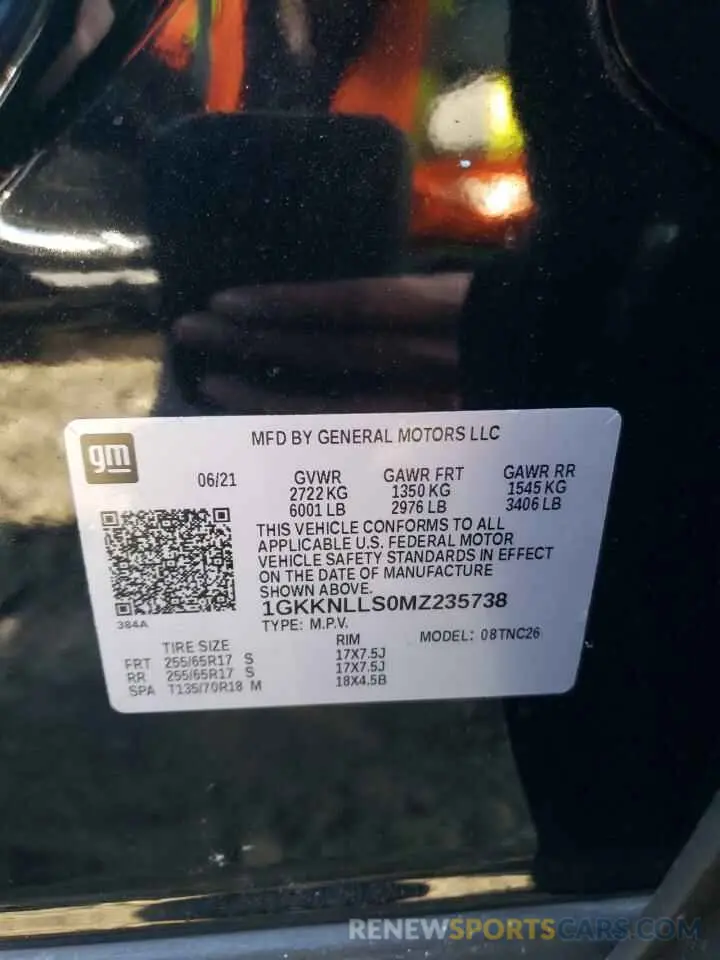 MFD BY GENERAL MOTORS LLC
gm
06/21 GVWR GAWR FRT GAWR RR
2722 KG 1350 KG 1545 KG
6001 LB 2976 LB 3406 LB
THIS VEHICLE CONFORMS TO ALL
APPLICABLE U.S. FEDERAL MOTOR
VEHICLE SAFETY STANDARDS IN EFFECT
ON THE DATE OF MANUFACTURE
SHOWN ABOVE.
1GKKNLLS0MZ235738
384A
TYPE: M.P.V. MODEL: 08TNC26
TIRE SIZE RIM
FRT 255/65R17 S 17X7.5J
RR 255/65R17 S 17X7.5J
SPA T135/70R18 M 18X4.5B
RENEWSPORTSCARS.COM